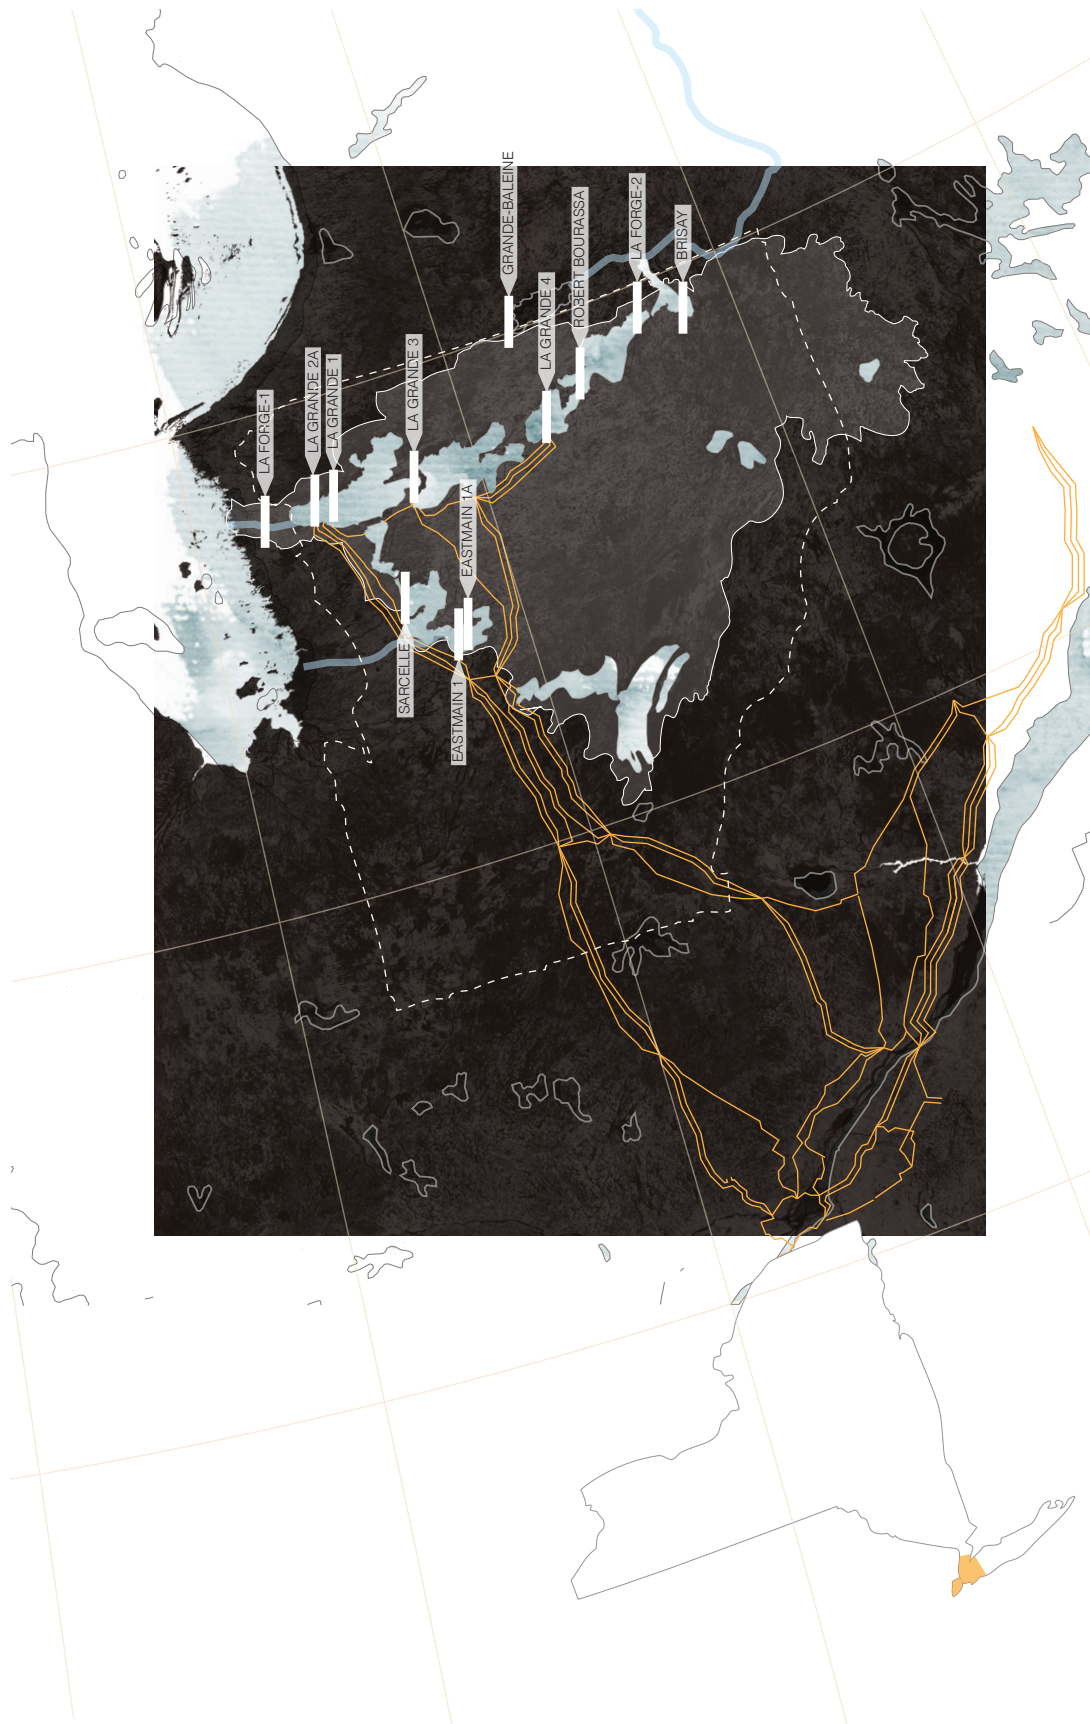 GRANDE-BALEINE
LA FORGE-2
ROBERT BOURASSA
BRISAY
LA GRANDE 4
LA GRANDE 3
LA GRANDE 2A
LA GRANDE 1
LA FORGE-1
EASTMAIN 1A
SARCELLE
EASTMAIN 1